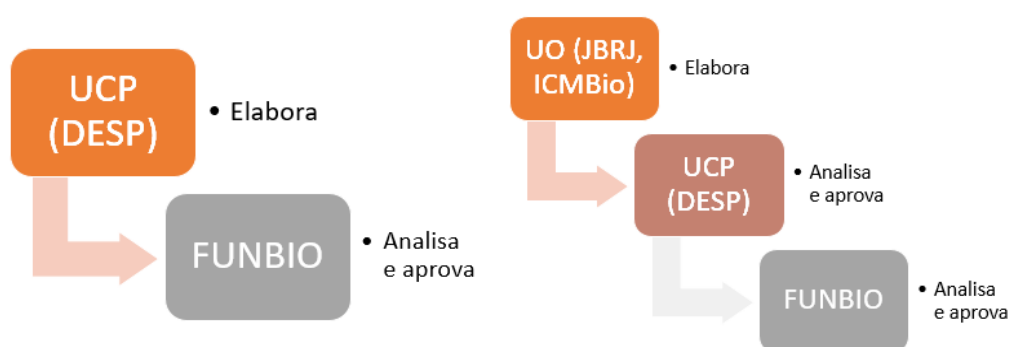 UCP
(DESP)
• Elabora
FUNBIO
• Analisa
e aprova
UO (JBRJ,
ICMBio)
• Elabora
UCP
(DESP)
• Analisa
e aprova
FUNBIO
• Analisa
e aprova